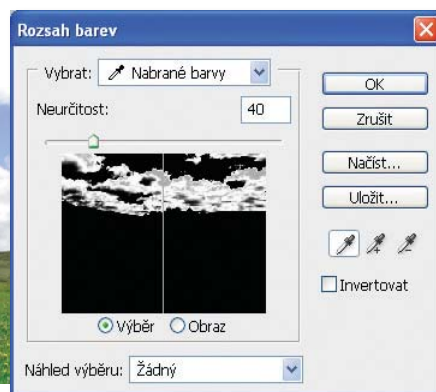 Rozsah barev
Vybrat: Nabrané barvy
Neurčitost: 40
OK
Zrušit
Načíst...
Uložit...
Invertovat
Výběr Obraz
Náhled výběru: Žádný